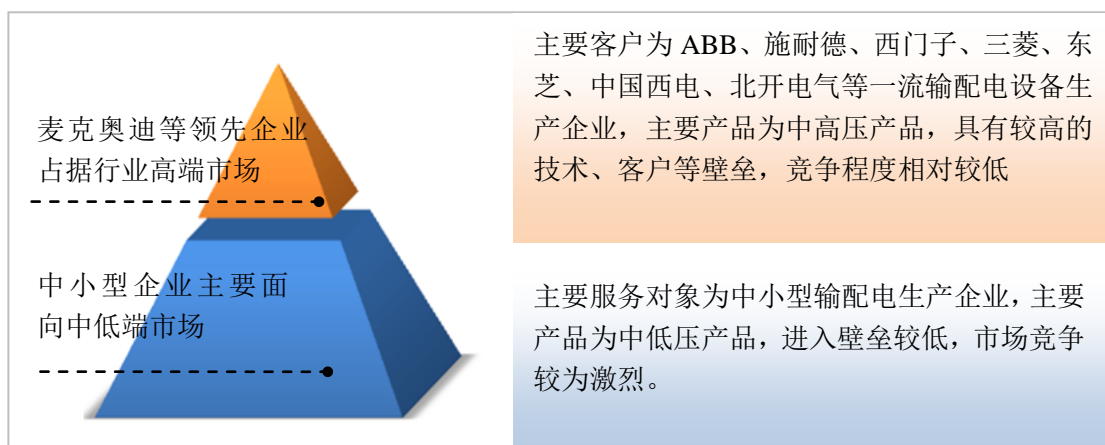 麦克奥迪等领先企业
占据行业高端市场
主要客户为 ABB、施耐德、西门子、三菱、东
芝、中国西电、北开电气等一流输配电设备生
产企业，主要产品为中高压产品，具有较高的
技术、客户等壁垒，竞争程度相对较低
中小型企业主要面
向中低端市场
主要服务对象为中小型输配电生产企业，主要
产品为中低压产品，进入壁垒较低，市场竞争
较为激烈。